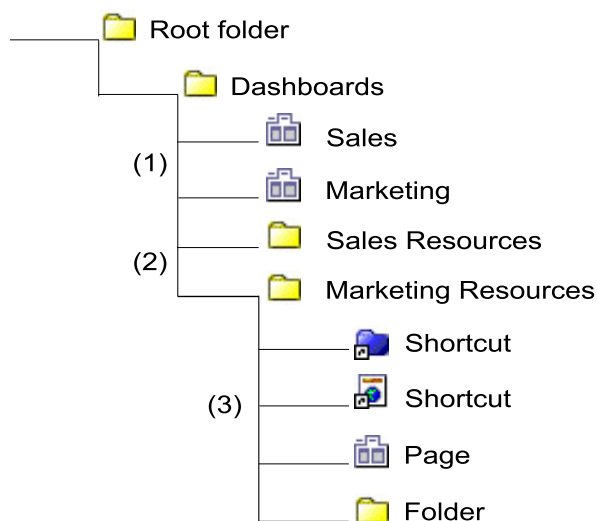 Root folder
Dashboards
Sales
(1)
Marketing
Sales Resources
(2)
Marketing Resources
Shortcut
Shortcut
(3)
Page
Folder